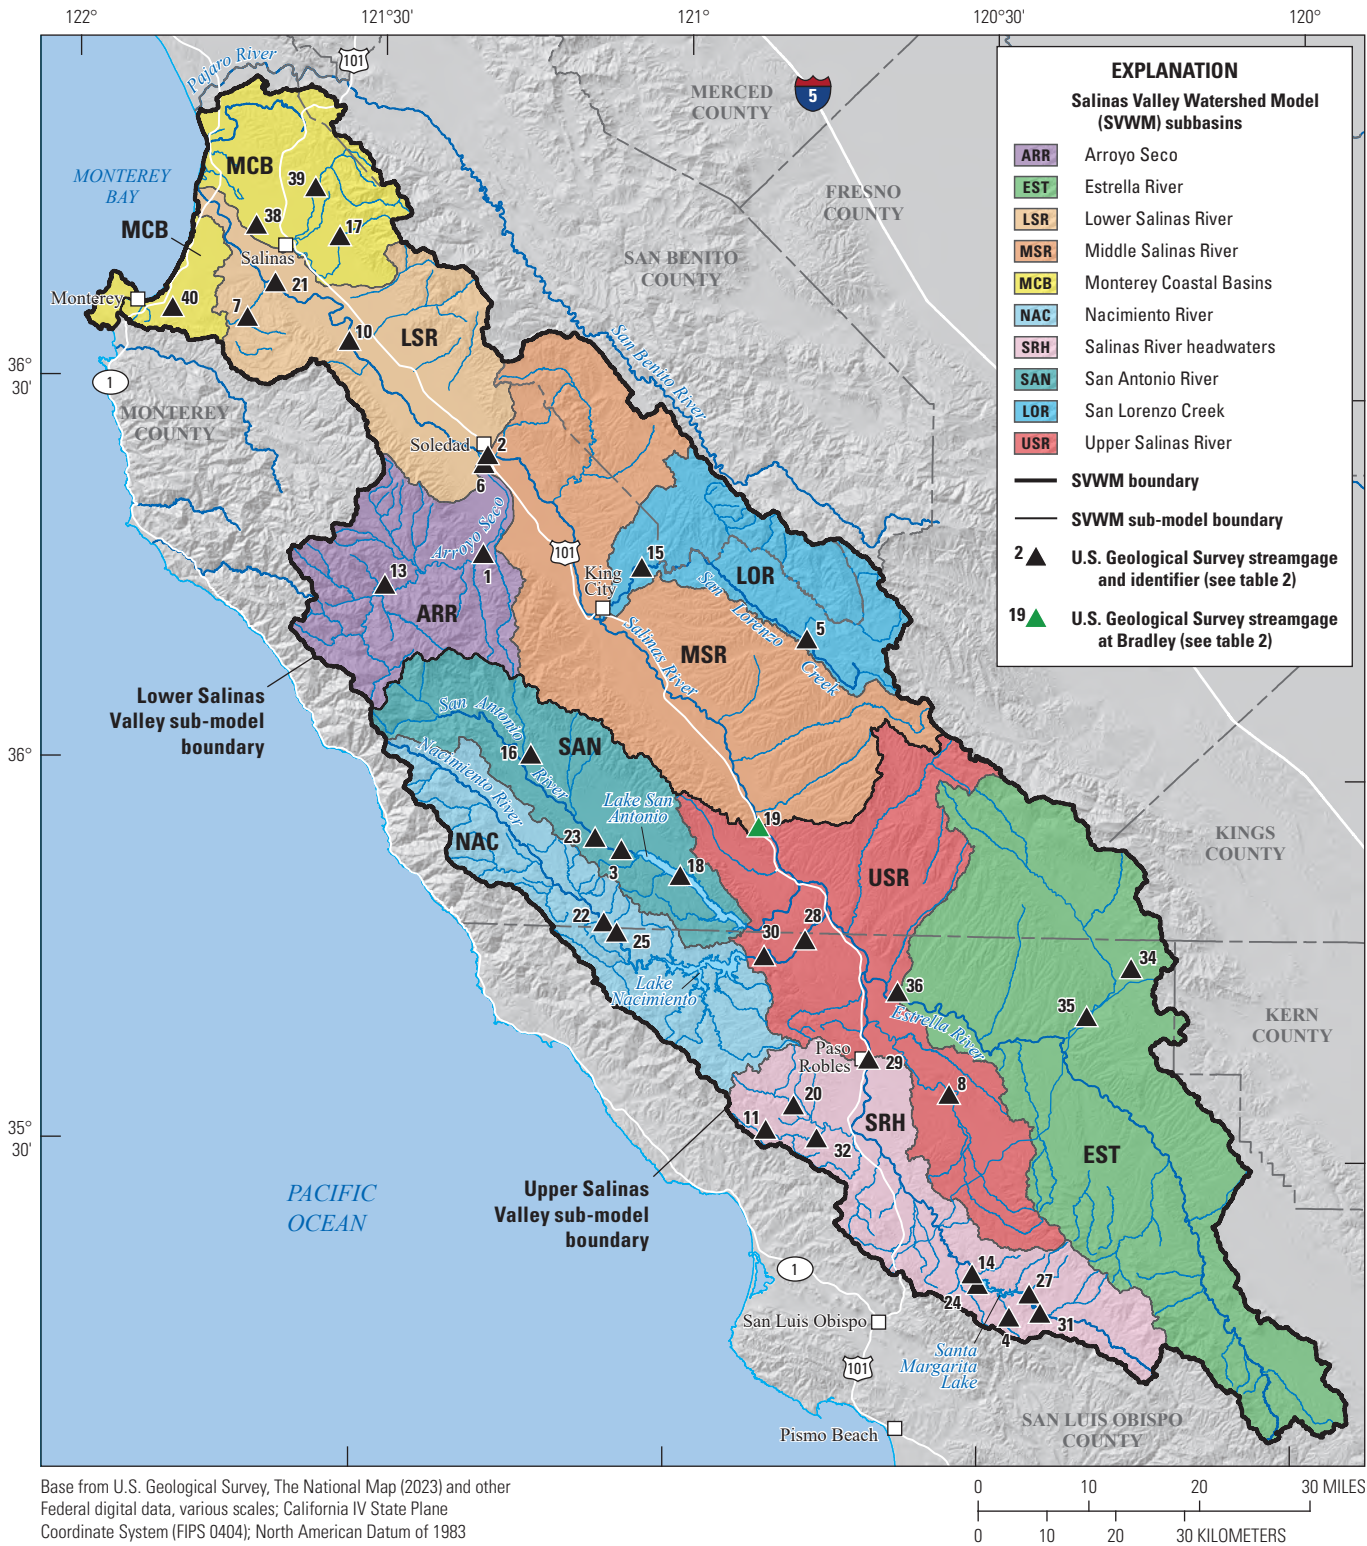 122°
121°30'
121°
120°30'
120°
Pajaro River
101
MERCED
COUNTY
5
EXPLANATION
Salinas Valley Watershed Model
(SVWM) subbasins
ARR Arroyo Seco
EST Estrella River
LSR Lower Salinas River
MSR Middle Salinas River
MCB Monterey Coastal Basins
NAC Nacimiento River
SRH Salinas River headwaters
SAN San Antonio River
LOR San Lorenzo Creek
USR Upper Salinas River
SVWM boundary
SVWM sub-model boundary
2 U.S. Geological Survey streamgage
and identifier (see table 2)
19 U.S. Geological Survey streamgage
at Bradley (see table 2)
MONTEREY
BAY
MCB
39
38
17
MCB
FRESNO
COUNTY
SAN BENITO
COUNTY
Salinas
21
Monterey
40
7
10
LSR
San Benito River
36°
30'
1
MONTEREY
COUNTY
Soledad
2
6
Arroyo Seco
101
15
LOR
King
City
13
1
ARR
San Lorenzo Creek
5
Salinas River
MSR
Lower Salinas
Valley sub-model
boundary
San Antonio River
16
SAN
36°
Nacimiento River
Lake San
Antonio
19
KINGS
COUNTY
NAC
23
3
18
USR
22
25
28
30
34
Lake
Nacimiento
36
35
Estrella River
KERN
COUNTY
Paso
Robles
29
8
20
11
32
SRH
35°
30'
EST
PACIFIC
OCEAN
Upper Salinas
Valley sub-model
boundary
1
14
27
24
4
31
San Luis Obispo
Santa
Margarita
Lake
101
SAN LUIS OBISPO
COUNTY
Pismo Beach
Base from U.S. Geological Survey, The National Map (2023) and other
Federal digital data, various scales; California IV State Plane
Coordinate System (FIPS 0404); North American Datum of 1983
0 10 20 30 MILES
0 10 20 30 KILOMETERS